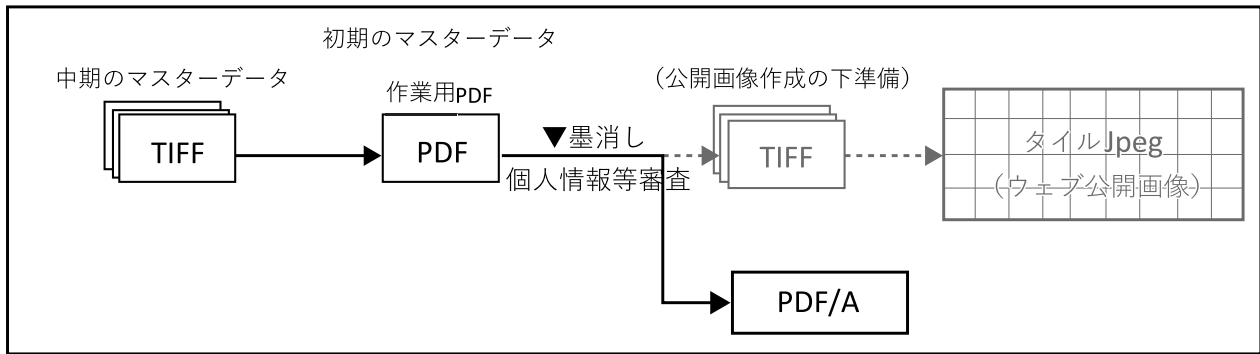 初期のマスターデータ
中期のマスターデータ
作業用PDF
(公開画像作成の下準備)
TIFF
PDF
▼墨消し
個人情報等審査
TIFF
タイルJpeg
(ウェブ公開画像)
PDF/A